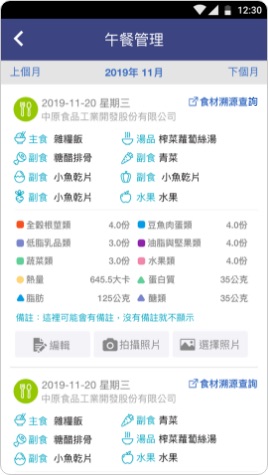 12:30
午餐管理
上個月 2019年 11月 下個月
2019-11-20 星期三 食材溯源查詢
中原食品工業開發股份有限公司
主食 雜糧飯 湯品 榨菜蘿蔔絲湯
副食 糖醋排骨 副食 青菜
副食 小魚乾片 副食 小魚乾片
副食 小魚乾片 水果 水果
全穀根莖類 4.0份 豆魚肉蛋類 4.0份
低脂乳品類 3.0份 油脂與堅果類 4.0份
蔬菜類 3.0份 水果類 4.0份
熱量 645.5大卡 蛋白質 35公克
脂肪 125公克 醣類 35公克
備註：這裡可能會有備註，沒有備註就不顯示
編輯 拍攝照片 選擇照片
2019-11-20 星期三 食材溯源查詢
中原食品工業開發股份有限公司
主食 雜糧飯 副食 青菜
副食 糖醋排骨 湯品 榨菜蘿蔔絲湯
副食 小魚乾片 水果 水果